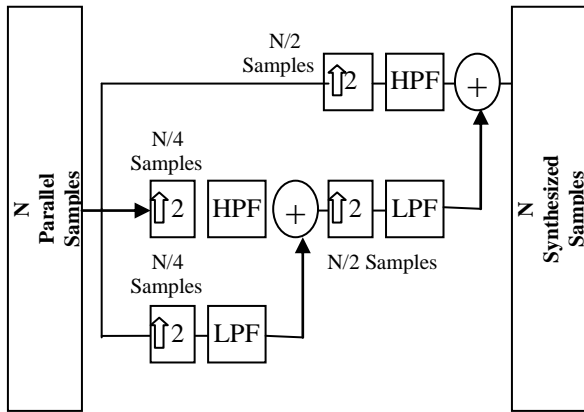 N
Parallel
Samples
N/2
Samples
2
HPF
+
N/4
Samples
2
HPF
+
2
LPF
N/2 Samples
N/4
Samples
2
LPF
N
Synthesized
Samples